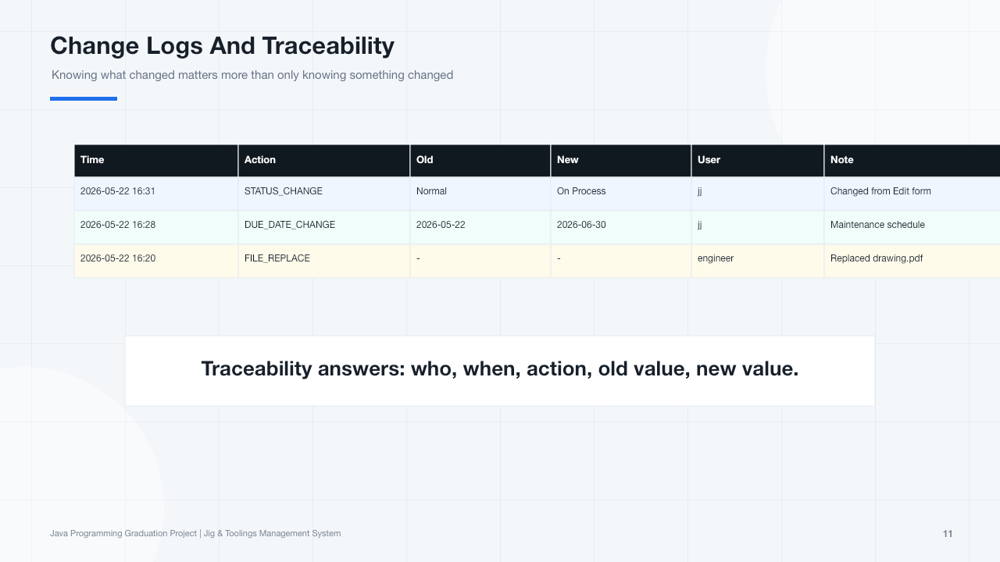 Change Logs And Traceability
Knowing what changed matters more than only knowing something changed
Time Action Old New User Note
2026-05-22 16:31 STATUS_CHANGE Normal On Process jj Changed from Edit form
2026-05-22 16:28 DUE_DATE_CHANGE 2026-05-22 2026-06-30 jj Maintenance schedule
2026-05-22 16:20 FILE_REPLACE - - engineer Replaced drawing.pdf
Traceability answers: who, when, action, old value, new value.
Java Programming Graduation Project | Jig & Toolings Management System
11